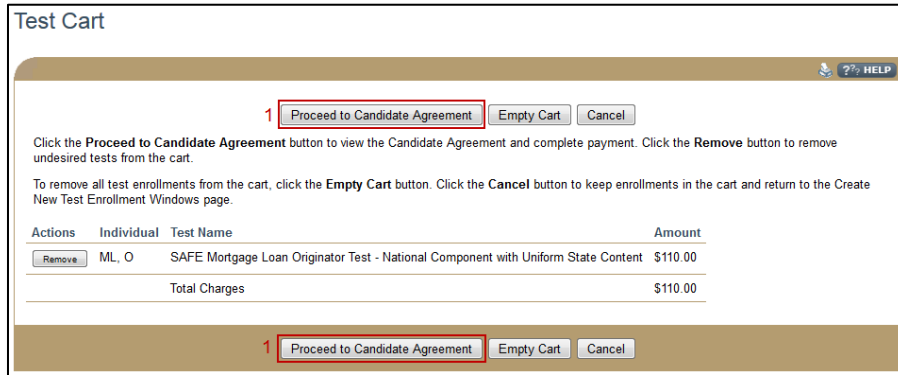 Test Cart
??? HELP
1 Proceed to Candidate Agreement Empty Cart Cancel
Click the Proceed to Candidate Agreement button to view the Candidate Agreement and complete payment. Click the Remove button to remove
undesired tests from the cart.
To remove all test enrollments from the cart, click the Empty Cart button. Click the Cancel button to keep enrollments in the cart and return to the Create
New Test Enrollment Windows page.
Actions Individual Test Name Amount
Remove ML, O SAFE Mortgage Loan Originator Test - National Component with Uniform State Content $110.00
Total Charges $110.00
1 Proceed to Candidate Agreement Empty Cart Cancel